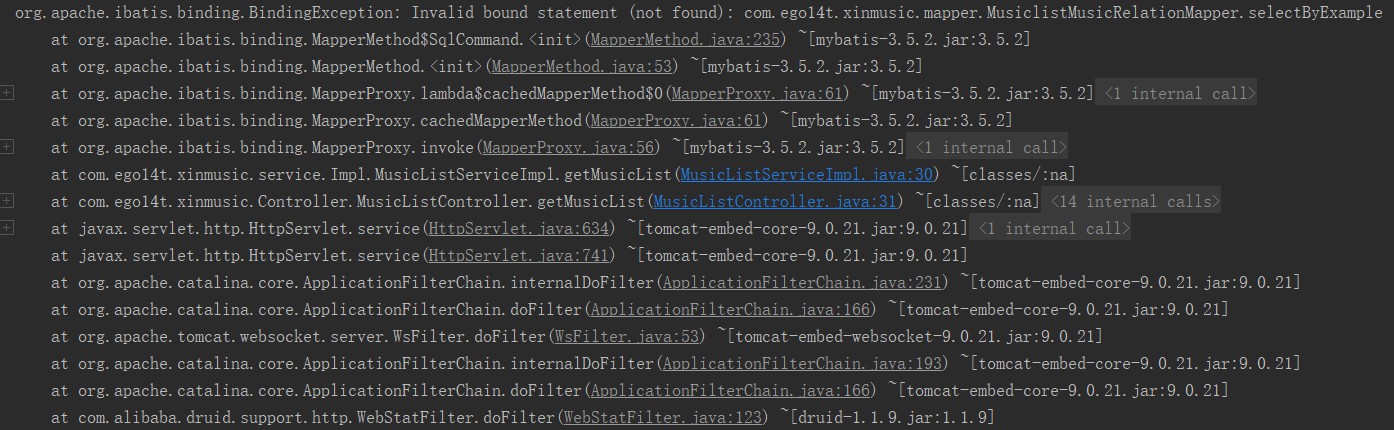 org.apache.ibatis.binding.BindingException: Invalid bound statement (not found): com.ego14t.xinmusic.mapper.MusiclistMusicRelationMapper.selectByExample
at org.apache.ibatis.binding.MapperMethod$SqlCommand.<init>(MapperMethod.java:235) ~[mybatis-3.5.2.jar:3.5.2]
at org.apache.ibatis.binding.MapperMethod.<init>(MapperMethod.java:53) ~[mybatis-3.5.2.jar:3.5.2]
at org.apache.ibatis.binding.MapperProxy.lambda$cachedMapperMethod$0(MapperProxy.java:61) ~[mybatis-3.5.2.jar:3.5.2] <1 internal call>
at org.apache.ibatis.binding.MapperProxy.cachedMapperMethod(MapperProxy.java:61) ~[mybatis-3.5.2.jar:3.5.2]
at org.apache.ibatis.binding.MapperProxy.invoke(MapperProxy.java:56) ~[mybatis-3.5.2.jar:3.5.2] <1 internal call>
at com.ego14t.xinmusic.service.Impl.MusicListServiceImpl.getMusicList(MusicListServiceImpl.java:30) ~[classes/:na]
at com.ego14t.xinmusic.Controller.MusicListController.getMusicList(MusicListController.java:31) ~[classes/:na] <14 internal calls>
at javax.servlet.http.HttpServlet.service(HttpServlet.java:634) ~[tomcat-embed-core-9.0.21.jar:9.0.21] <1 internal call>
at javax.servlet.http.HttpServlet.service(HttpServlet.java:741) ~[tomcat-embed-core-9.0.21.jar:9.0.21]
at org.apache.catalina.core.ApplicationFilterChain.internalDoFilter(ApplicationFilterChain.java:231) ~[tomcat-embed-core-9.0.21.jar:9.0.21]
at org.apache.catalina.core.ApplicationFilterChain.doFilter(ApplicationFilterChain.java:166) ~[tomcat-embed-core-9.0.21.jar:9.0.21]
at org.apache.tomcat.websocket.server.WsFilter.doFilter(WsFilter.java:53) ~[tomcat-embed-websocket-9.0.21.jar:9.0.21]
at org.apache.catalina.core.ApplicationFilterChain.internalDoFilter(ApplicationFilterChain.java:193) ~[tomcat-embed-core-9.0.21.jar:9.0.21]
at org.apache.catalina.core.ApplicationFilterChain.doFilter(ApplicationFilterChain.java:166) ~[tomcat-embed-core-9.0.21.jar:9.0.21]
at com.alibaba.druid.support.http.WebStatFilter.doFilter(WebStatFilter.java:123) ~[druid-1.1.9.jar:1.1.9]